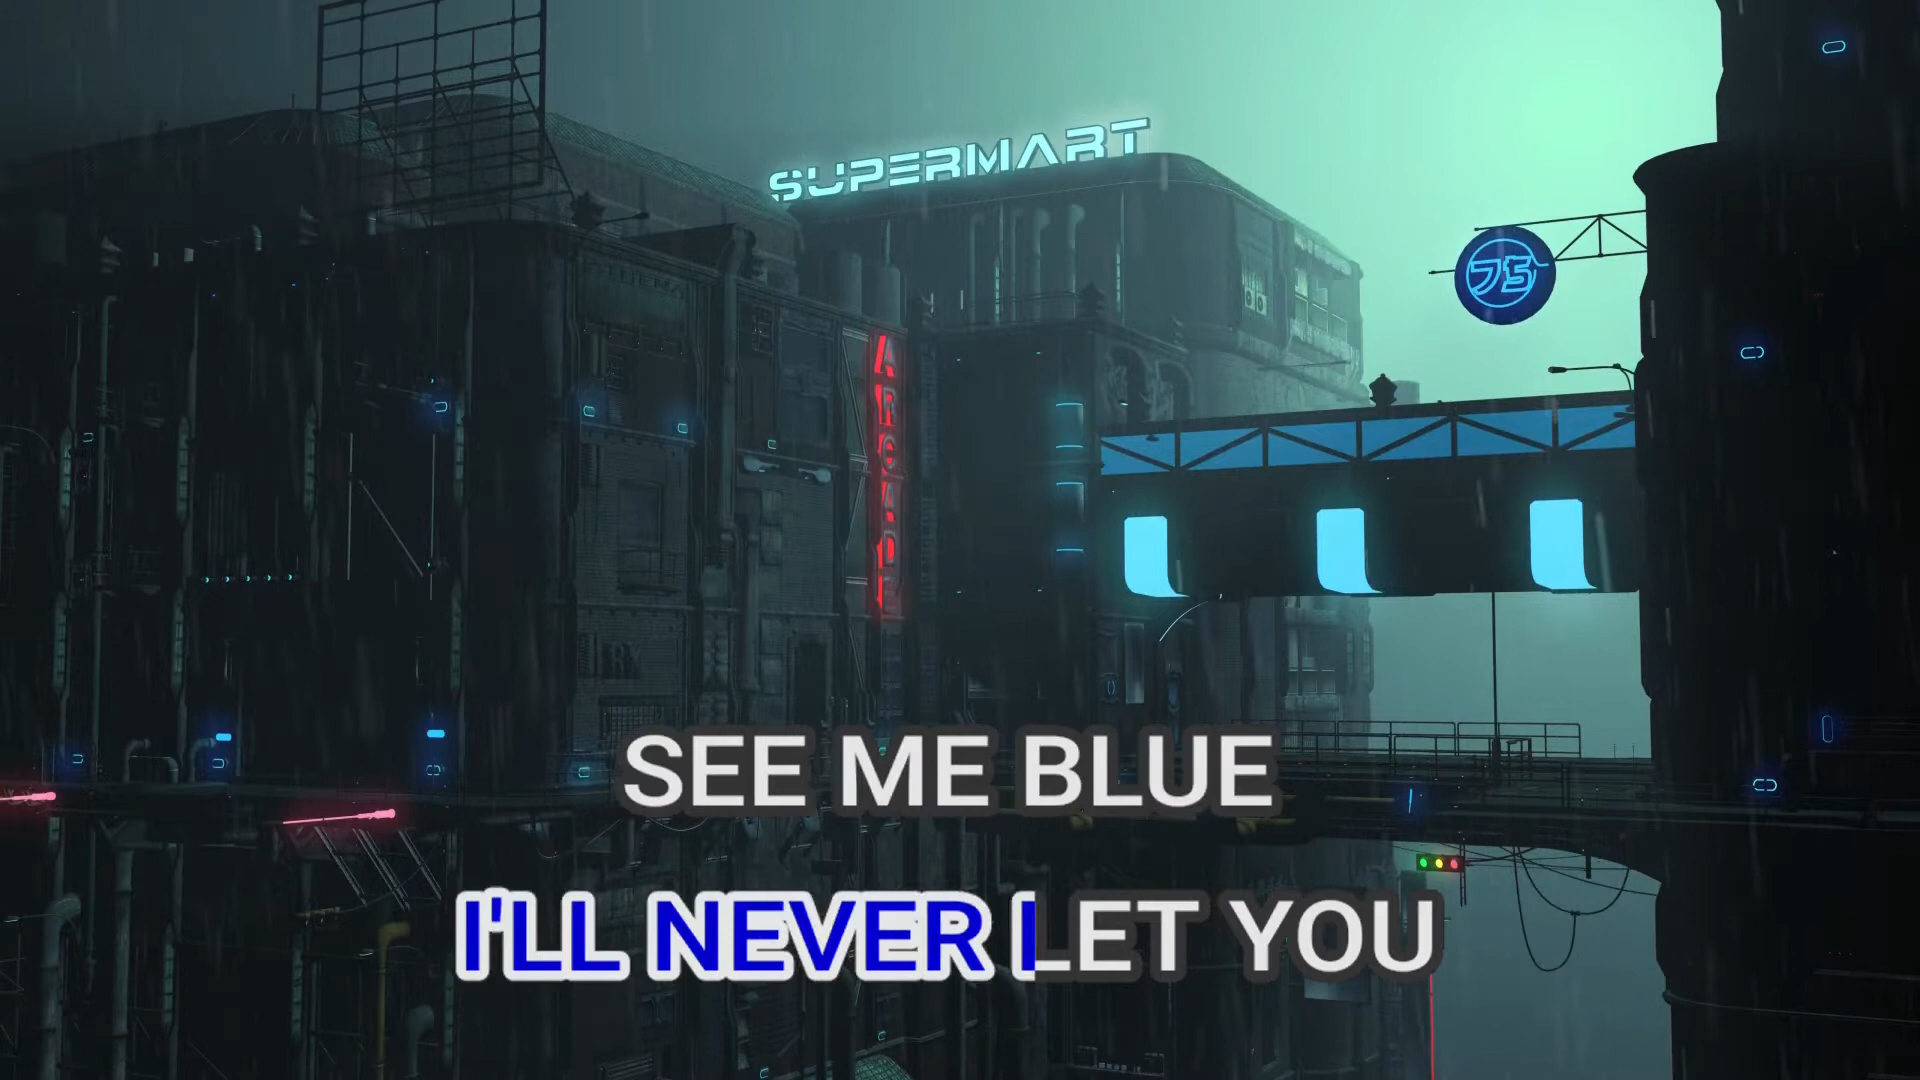 SUPERMART
75
ARCADE
SEE ME BLUE
I'LL NEVER LET YOU